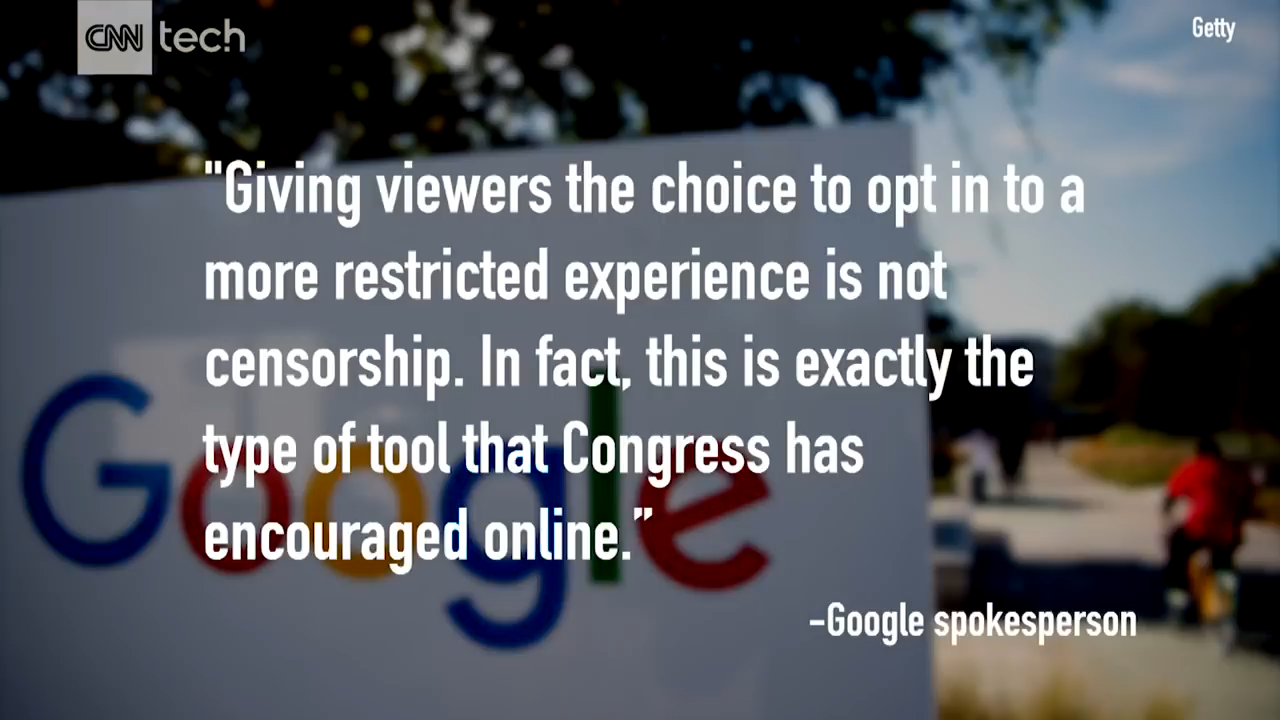 CNN tech
Getty
"Giving viewers the choice to opt in to a
more restricted experience is not
censorship. In fact, this is exactly the
type of tool that Congress has
encouraged online.”
Google
-Google spokesperson